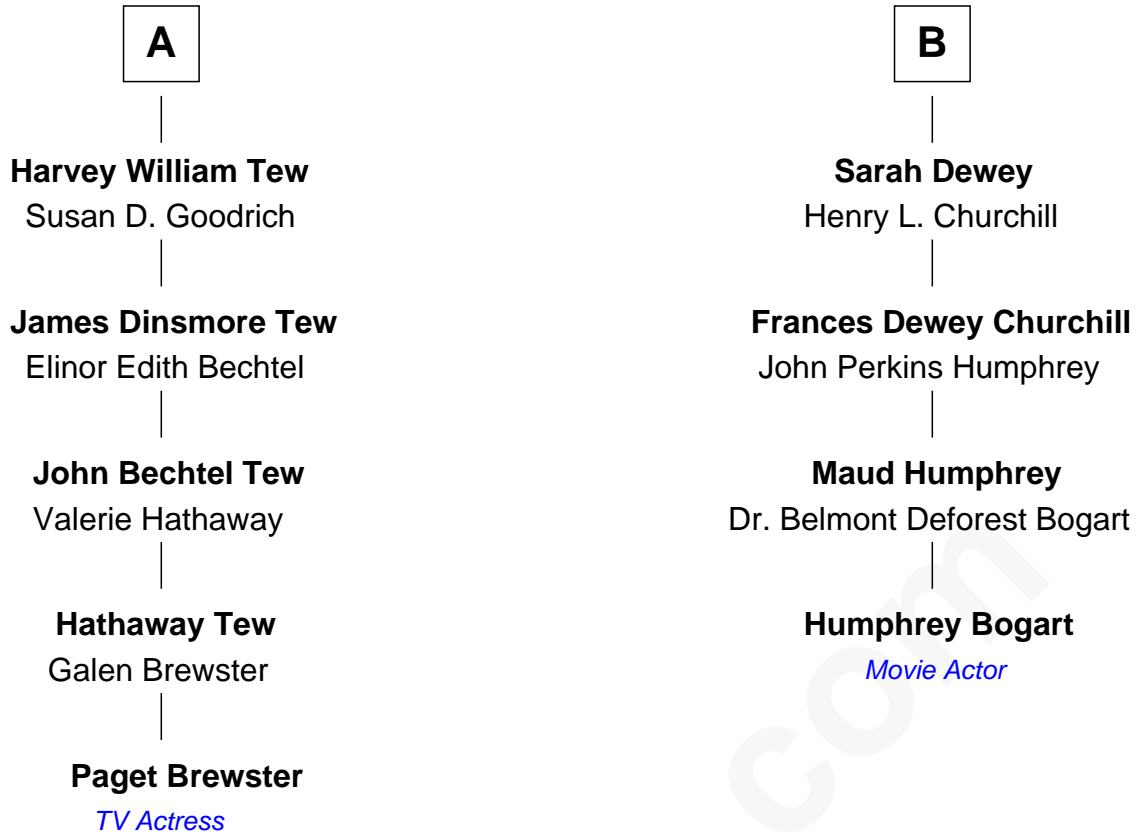 A
Harvey William Tew
Susan D. Goodrich
James Dinsmore Tew
Elinor Edith Bechtel
John Bechtel Tew
Valerie Hathaway
Hathaway Tew
Galen Brewster
Paget Brewster
TV Actress
B
Sarah Dewey
Henry L. Churchill
Frances Dewey Churchill
John Perkins Humphrey
Maud Humphrey
Dr. Belmont Deforest Bogart
Humphrey Bogart
Movie Actor
com